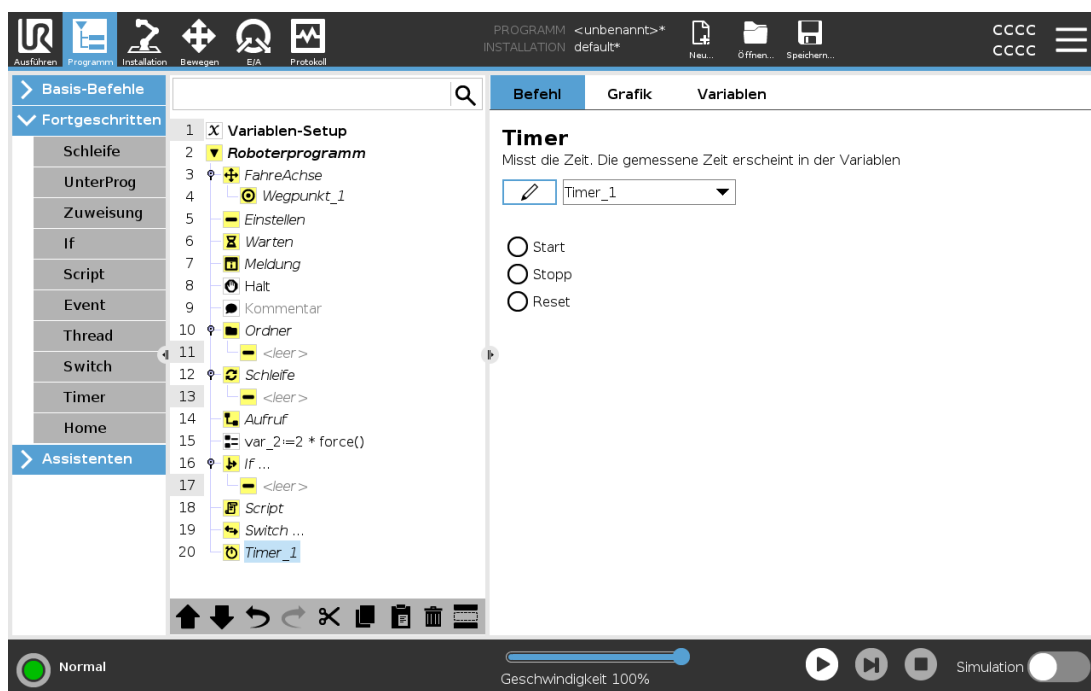 UR
PROGRAMM <unbenannt>*
INSTALLATION default*
CCCC
CCCC
Ausführen Programm Installation Bewegen E/A Protokoll Neu... Öffnen... Speichern...
Basis-Befehle
Fortgeschritten
Schleife
UnterProg
Zuweisung
If
Script
Event
Thread
Switch
Timer
Home
Assistenten
1 X Variablen-Setup
2 Roboterprogramm
3 FahreAchse
4 Wegpunkt_1
5 Einstellen
6 Warten
7 Meldung
8 Halt
9 Kommentar
10 Ordner
11 <leer>
12 Schleife
13 <leer>
14 Aufruf
15 var_2≔2 * force()
16 If ...
17 <leer>
18 Script
19 Switch ...
20 Timer_1
Befehl Grafik Variablen
Timer
Misst die Zeit. Die gemessene Zeit erscheint in der Variablen
Timer_1
Start
Stopp
Reset
Normal
Geschwindigkeit 100%
Simulation